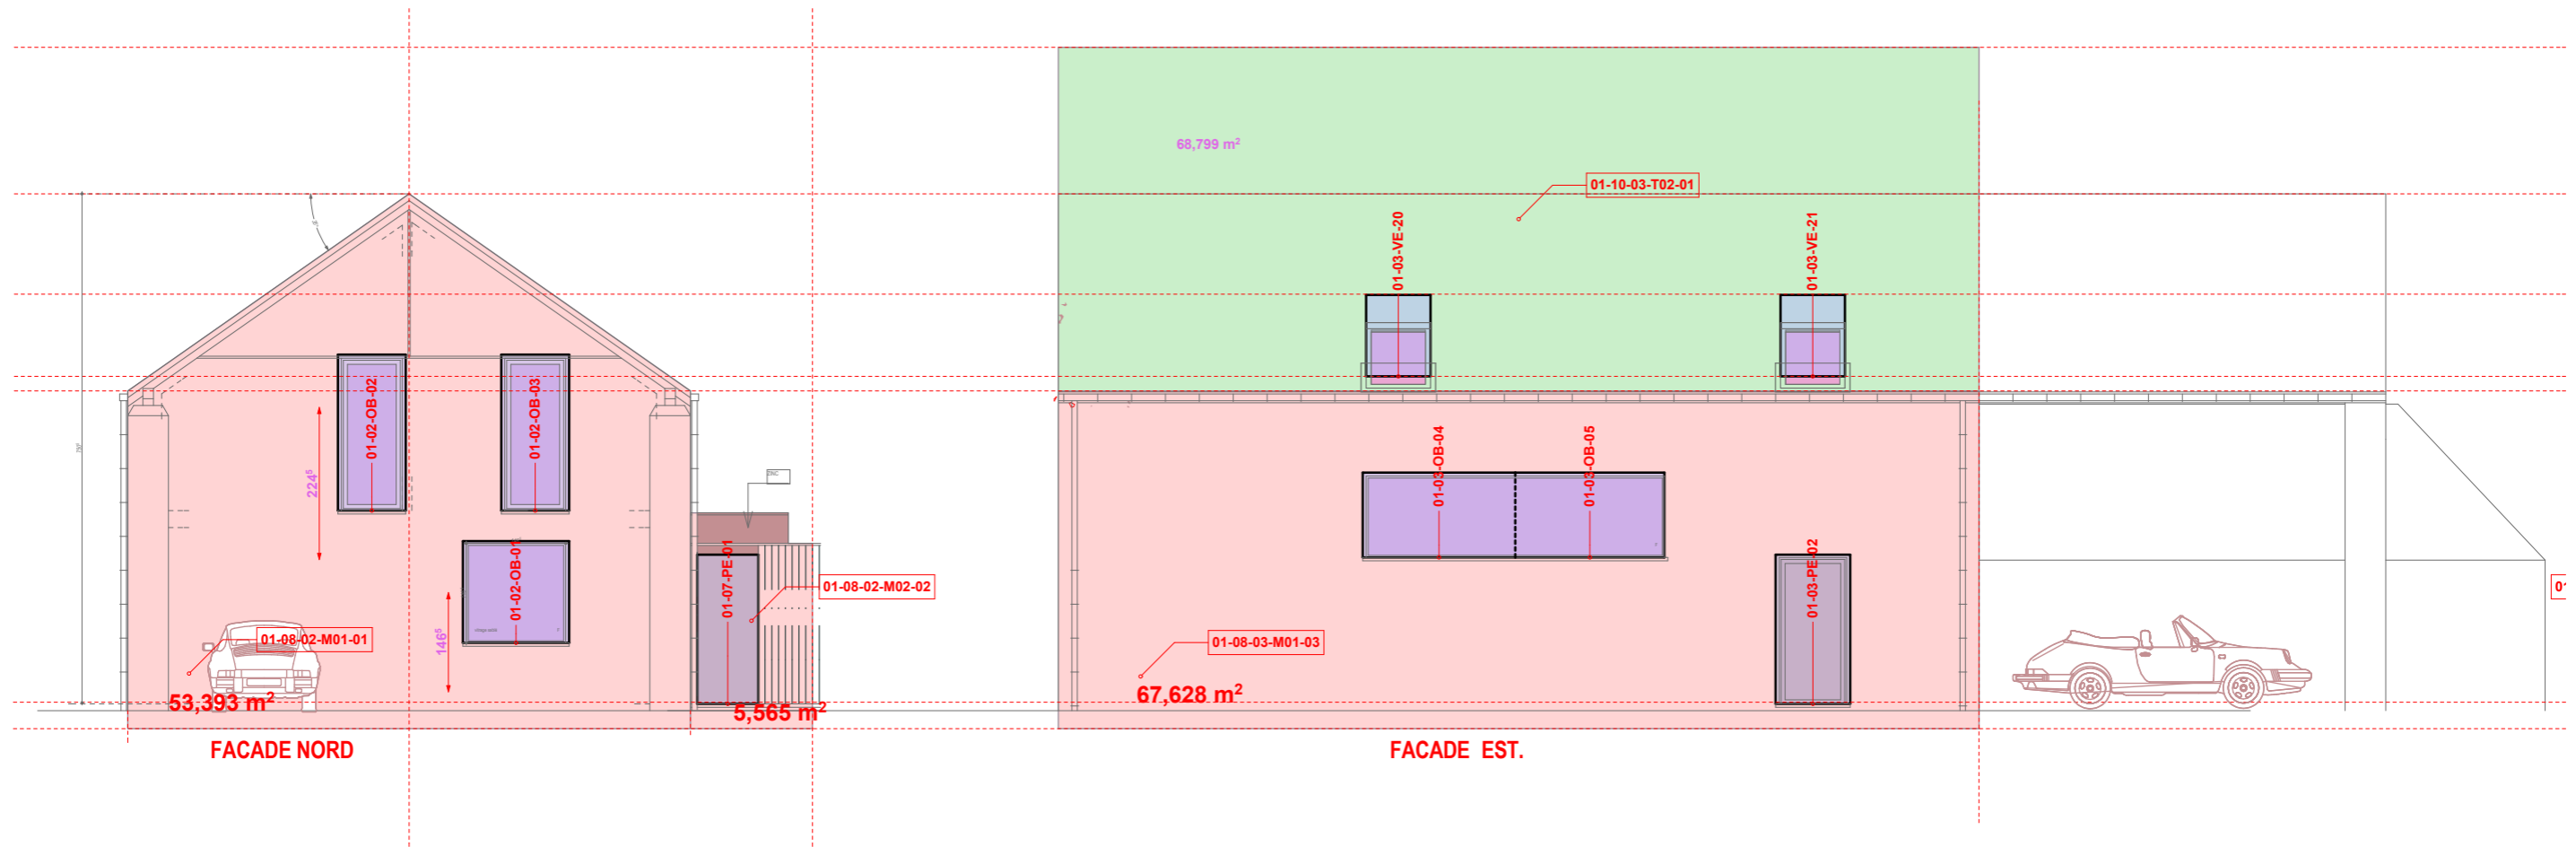 68,799 m²
01-10-03-T02-01
01-03-VE-20
01-03-VE-21
01-02-OB-02
01-02-OB-03
224⁵
ZINC
01-03-OB-04
01-03-OB-05
01-02-OB-01
146⁵
01-07-PE-01
01-08-02-M02-02
01-03-PE-02
01-08-02-M01-01
01-08-03-M01-03
01
53,393 m²
5,565 m²
67,628 m²
FACADE NORD
FACADE EST.